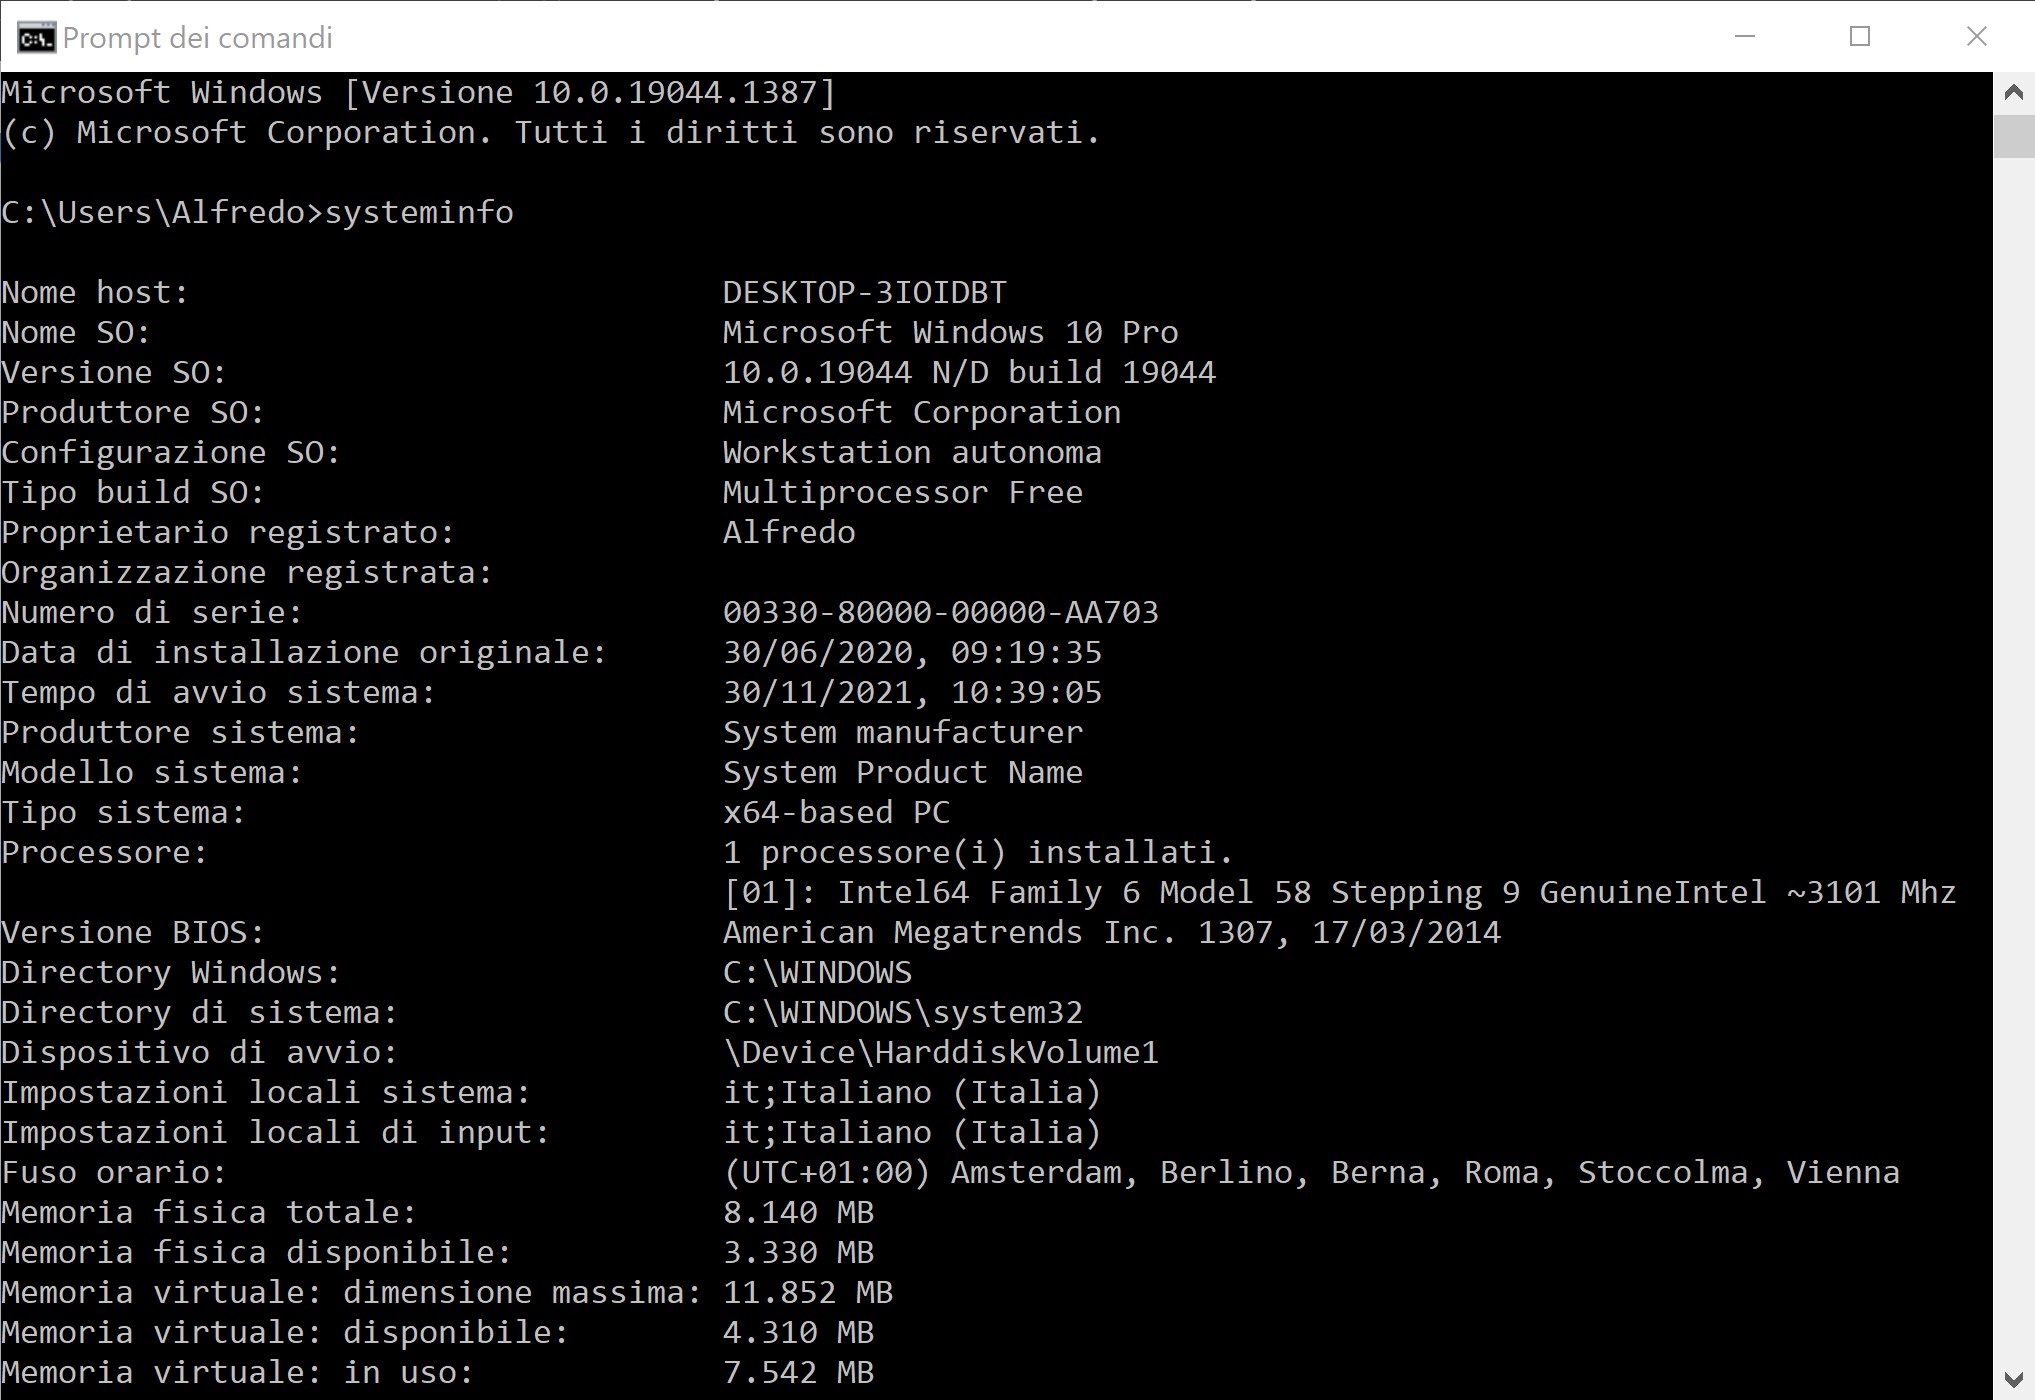 Prompt dei comandi
Microsoft Windows [Versione 10.0.19044.1387]
(c) Microsoft Corporation. Tutti i diritti sono riservati.
C:\Users\Alfredo>systeminfo
Nome host: DESKTOP-3IOIDBT
Nome SO: Microsoft Windows 10 Pro
Versione SO: 10.0.19044 N/D build 19044
Produttore SO: Microsoft Corporation
Configurazione SO: Workstation autonoma
Tipo build SO: Multiprocessor Free
Proprietario registrato: Alfredo
Organizzazione registrata:
Numero di serie: 00330-80000-00000-AA703
Data di installazione originale: 30/06/2020, 09:19:35
Tempo di avvio sistema: 30/11/2021, 10:39:05
Produttore sistema: System manufacturer
Modello sistema: System Product Name
Tipo sistema: x64-based PC
Processore: 1 processore(i) installati.
[01]: Intel64 Family 6 Model 58 Stepping 9 GenuineIntel ~3101 Mhz
Versione BIOS: American Megatrends Inc. 1307, 17/03/2014
Directory Windows: C:\WINDOWS
Directory di sistema: C:\WINDOWS\system32
Dispositivo di avvio: \Device\HarddiskVolume1
Impostazioni locali sistema: it;Italiano (Italia)
Impostazioni locali di input: it;Italiano (Italia)
Fuso orario: (UTC+01:00) Amsterdam, Berlino, Berna, Roma, Stoccolma, Vienna
Memoria fisica totale: 8.140 MB
Memoria fisica disponibile: 3.330 MB
Memoria virtuale: dimensione massima: 11.852 MB
Memoria virtuale: disponibile: 4.310 MB
Memoria virtuale: in uso: 7.542 MB